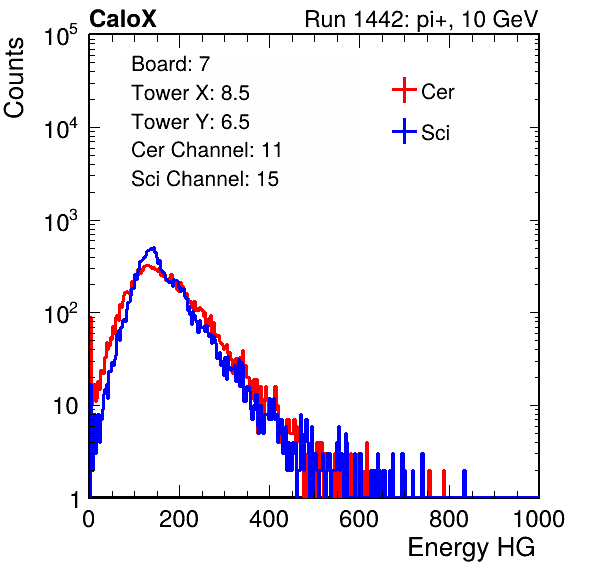 CaloX Run 1442: pi+, 10 GeV
Counts
Board: 7
Tower X: 8.5
Tower Y: 6.5
Cer Channel: 11
Sci Channel: 15
Cer
Sci
10^5
10^4
10^3
10^2
10
1
0 200 400 600 800 1000
Energy HG